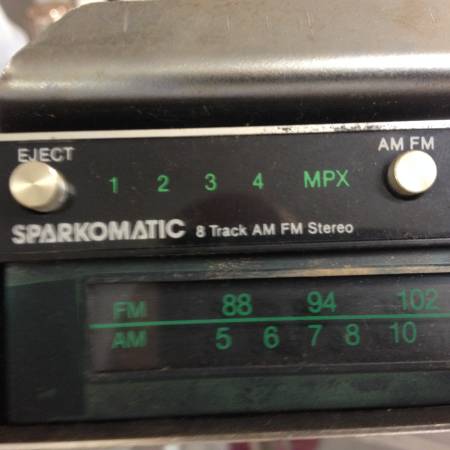 EJECT AM FM
1 2 3 4 MPX
SPARKOMATIC 8 Track AM FM Stereo
FM 88 94 102
AM 5 6 7 8 10